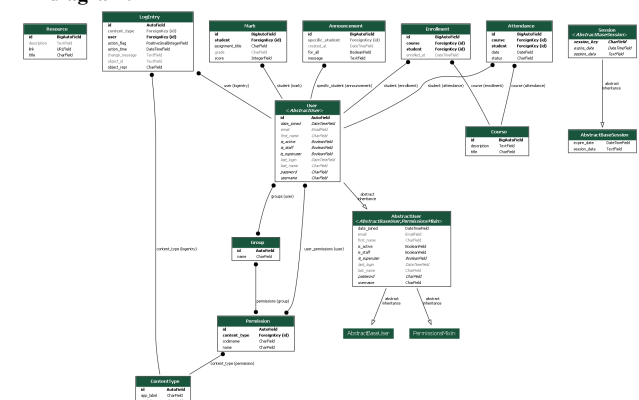 Resource
id BigAutoField
description TextField
link URLField
title CharField
LogEntry
id AutoField
content_type ForeignKey (id)
user ForeignKey (id)
action_flag PositiveSmallIntegerField
action_time DateTimeField
change_message TextField
object_id TextField
object_repr CharField
Mark
id BigAutoField
student ForeignKey (id)
assignment_title CharField
grade CharField
score IntegerField
Announcement
id BigAutoField
specific_student ForeignKey (id)
created_at DateTimeField
for_all BooleanField
message TextField
Enrollment
id BigAutoField
course ForeignKey (id)
student ForeignKey (id)
enrolled_at DateTimeField
Attendance
id BigAutoField
course ForeignKey (id)
student ForeignKey (id)
date DateField
status CharField
Session
<AbstractBaseSession>
session_key CharField
expire_date DateTimeField
session_data TextField
user (logentry)
student (mark)
specific_student (announcement)
student (enrollment)
student (attendance)
course (enrollment)
course (attendance)
abstract
inheritance
User
<AbstractUser>
id AutoField
date_joined DateTimeField
email EmailField
first_name CharField
is_active BooleanField
is_staff BooleanField
is_superuser BooleanField
last_login DateTimeField
last_name CharField
password CharField
username CharField
Course
id BigAutoField
description TextField
title CharField
AbstractBaseSession
expire_date DateTimeField
session_data TextField
groups (user)
abstract
inheritance
AbstractUser
<AbstractBaseUser,PermissionsMixin>
date_joined DateTimeField
email EmailField
first_name CharField
is_active BooleanField
is_staff BooleanField
is_superuser BooleanField
last_login DateTimeField
last_name CharField
password CharField
username CharField
Group
id AutoField
name CharField
content_type (logentry)
user_permissions (user)
permissions (group)
abstract
inheritance
abstract
inheritance
Permission
id AutoField
content_type ForeignKey (id)
codename CharField
name CharField
AbstractBaseUser
PermissionsMixin
content_type (permission)
ContentType
id AutoField
app_label CharField